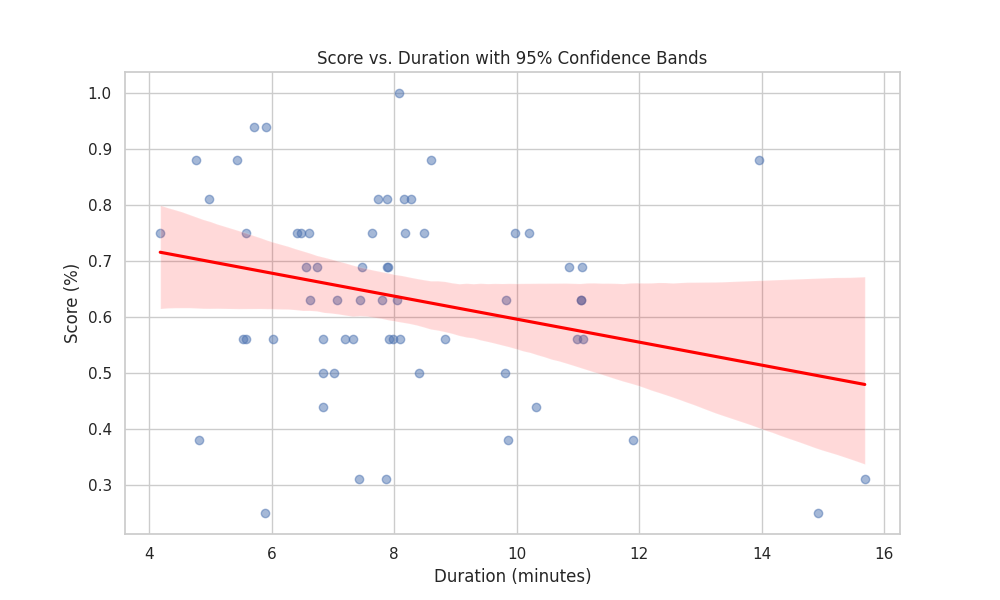 Score vs. Duration with 95% Confidence Bands
Score (%)
1.0
0.9
0.8
0.7
0.6
0.5
0.4
0.3
4 6 8 10 12 14 16
Duration (minutes)